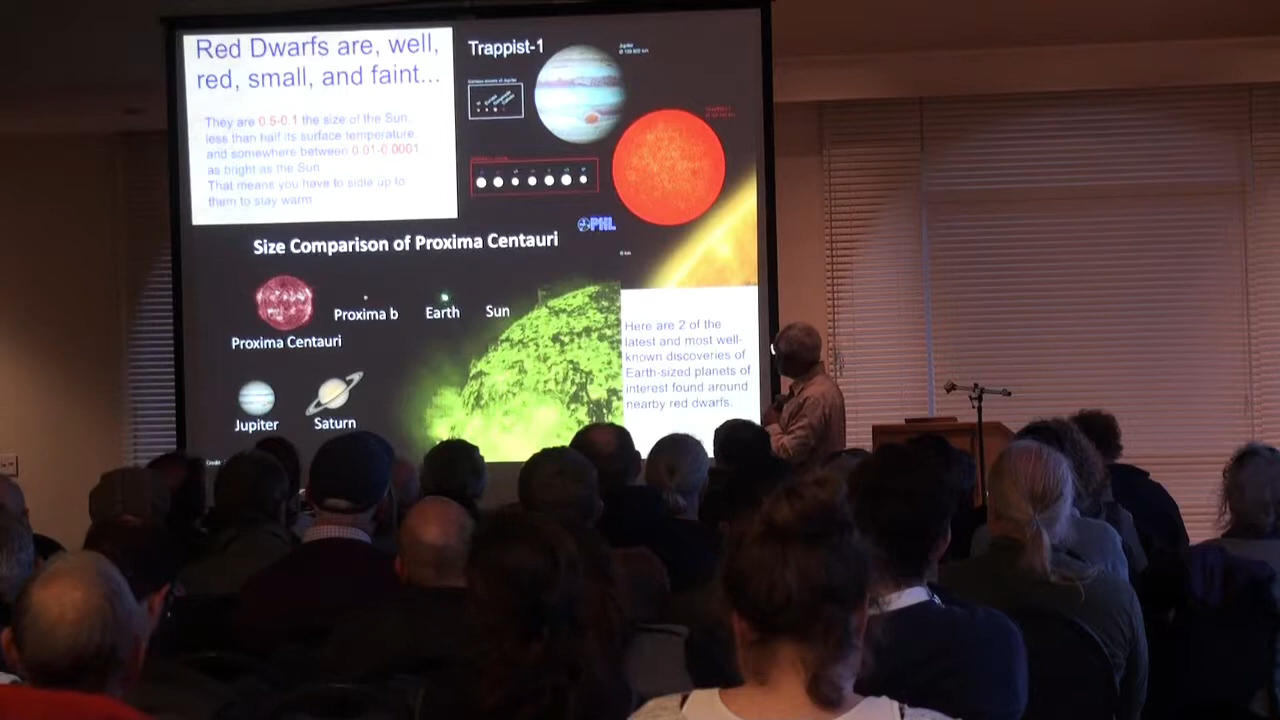 Red Dwarfs are, well,
red, small, and faint...
They are 0.5-0.1 the size of the Sun,
less than half its surface temperature,
and somewhere between 0.01-0.0001
as bright as the Sun
That means you have to sidle up to
them to stay warm
Trappist-1
Jupiter
PHL
Size Comparison of Proxima Centauri
Proxima Centauri
Proxima b
Earth
Sun
Jupiter
Saturn
Here are 2 of the
latest and most well-
known discoveries of
Earth-sized planets of
interest found around
nearby red dwarfs.